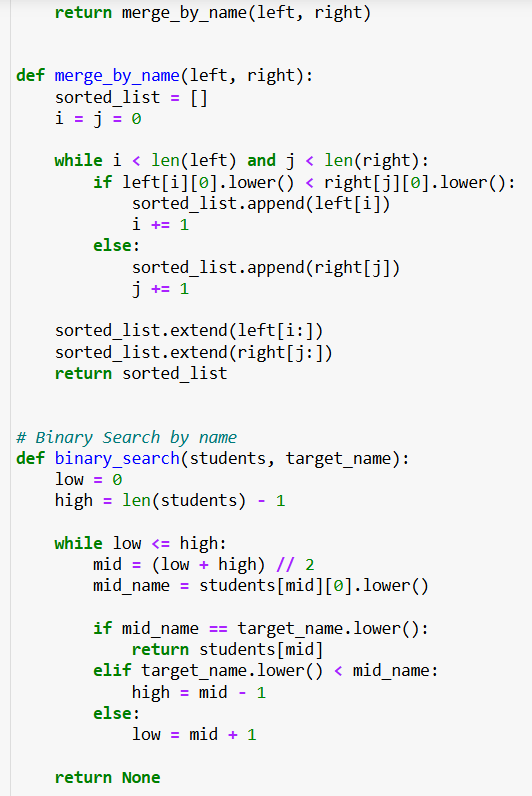 return merge_by_name(left, right)

def merge_by_name(left, right):
    sorted_list = []
    i = j = 0

    while i < len(left) and j < len(right):
        if left[i][0].lower() < right[j][0].lower():
            sorted_list.append(left[i])
            i += 1
        else:
            sorted_list.append(right[j])
            j += 1

    sorted_list.extend(left[i:])
    sorted_list.extend(right[j:])
    return sorted_list

# Binary Search by name
def binary_search(students, target_name):
    low = 0
    high = len(students) - 1

    while low <= high:
        mid = (low + high) // 2
        mid_name = students[mid][0].lower()

        if mid_name == target_name.lower():
            return students[mid]
        elif target_name.lower() < mid_name:
            high = mid - 1
        else:
            low = mid + 1

    return None